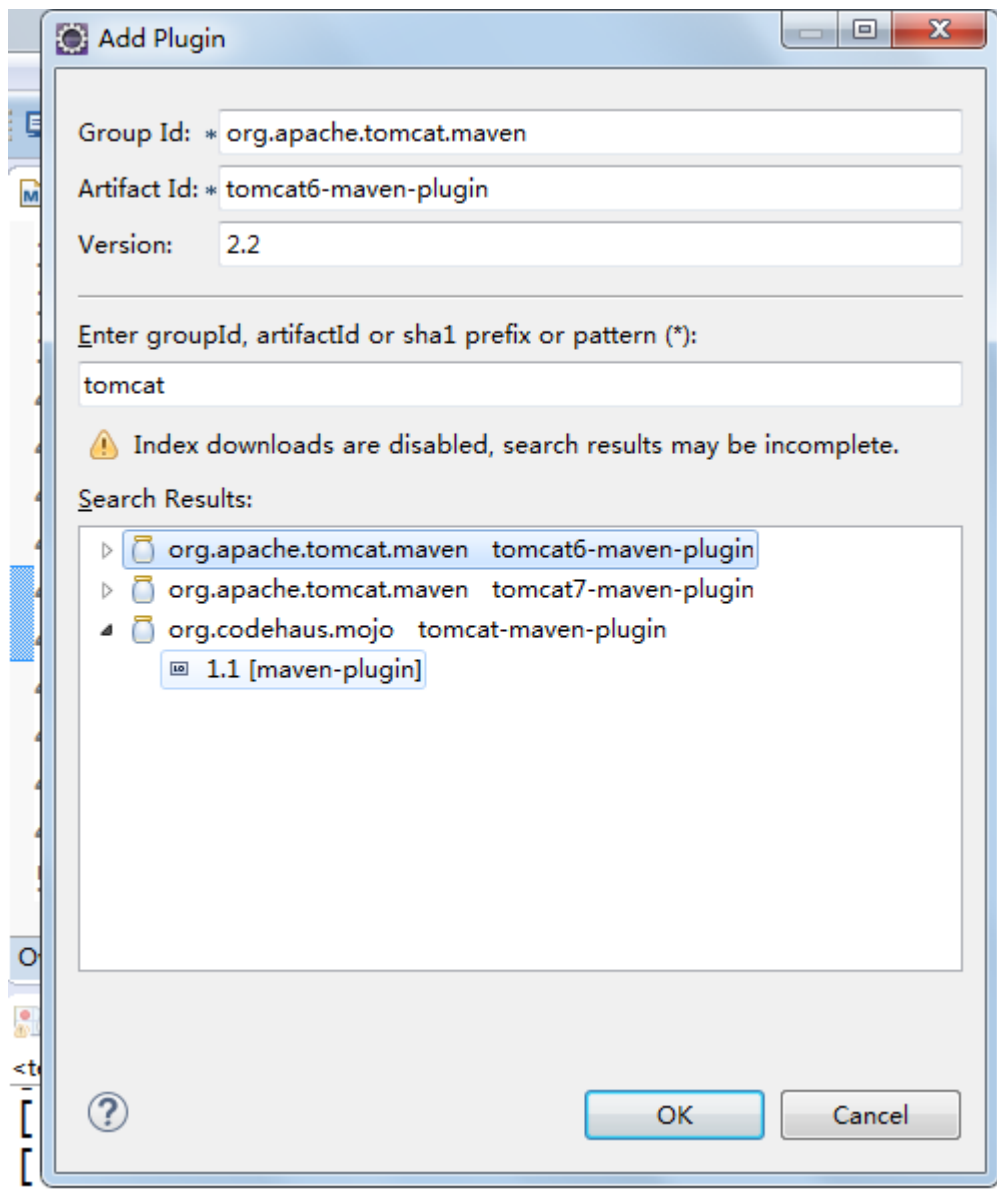 Add Plugin
Group Id: * org.apache.tomcat.maven
Artifact Id: * tomcat6-maven-plugin
Version: 2.2
Enter groupId, artifactId or sha1 prefix or pattern (*):
tomcat
Index downloads are disabled, search results may be incomplete.
Search Results:
org.apache.tomcat.maven tomcat6-maven-plugin
org.apache.tomcat.maven tomcat7-maven-plugin
org.codehaus.mojo tomcat-maven-plugin
1.1 [maven-plugin]
<t
[
[
OK Cancel